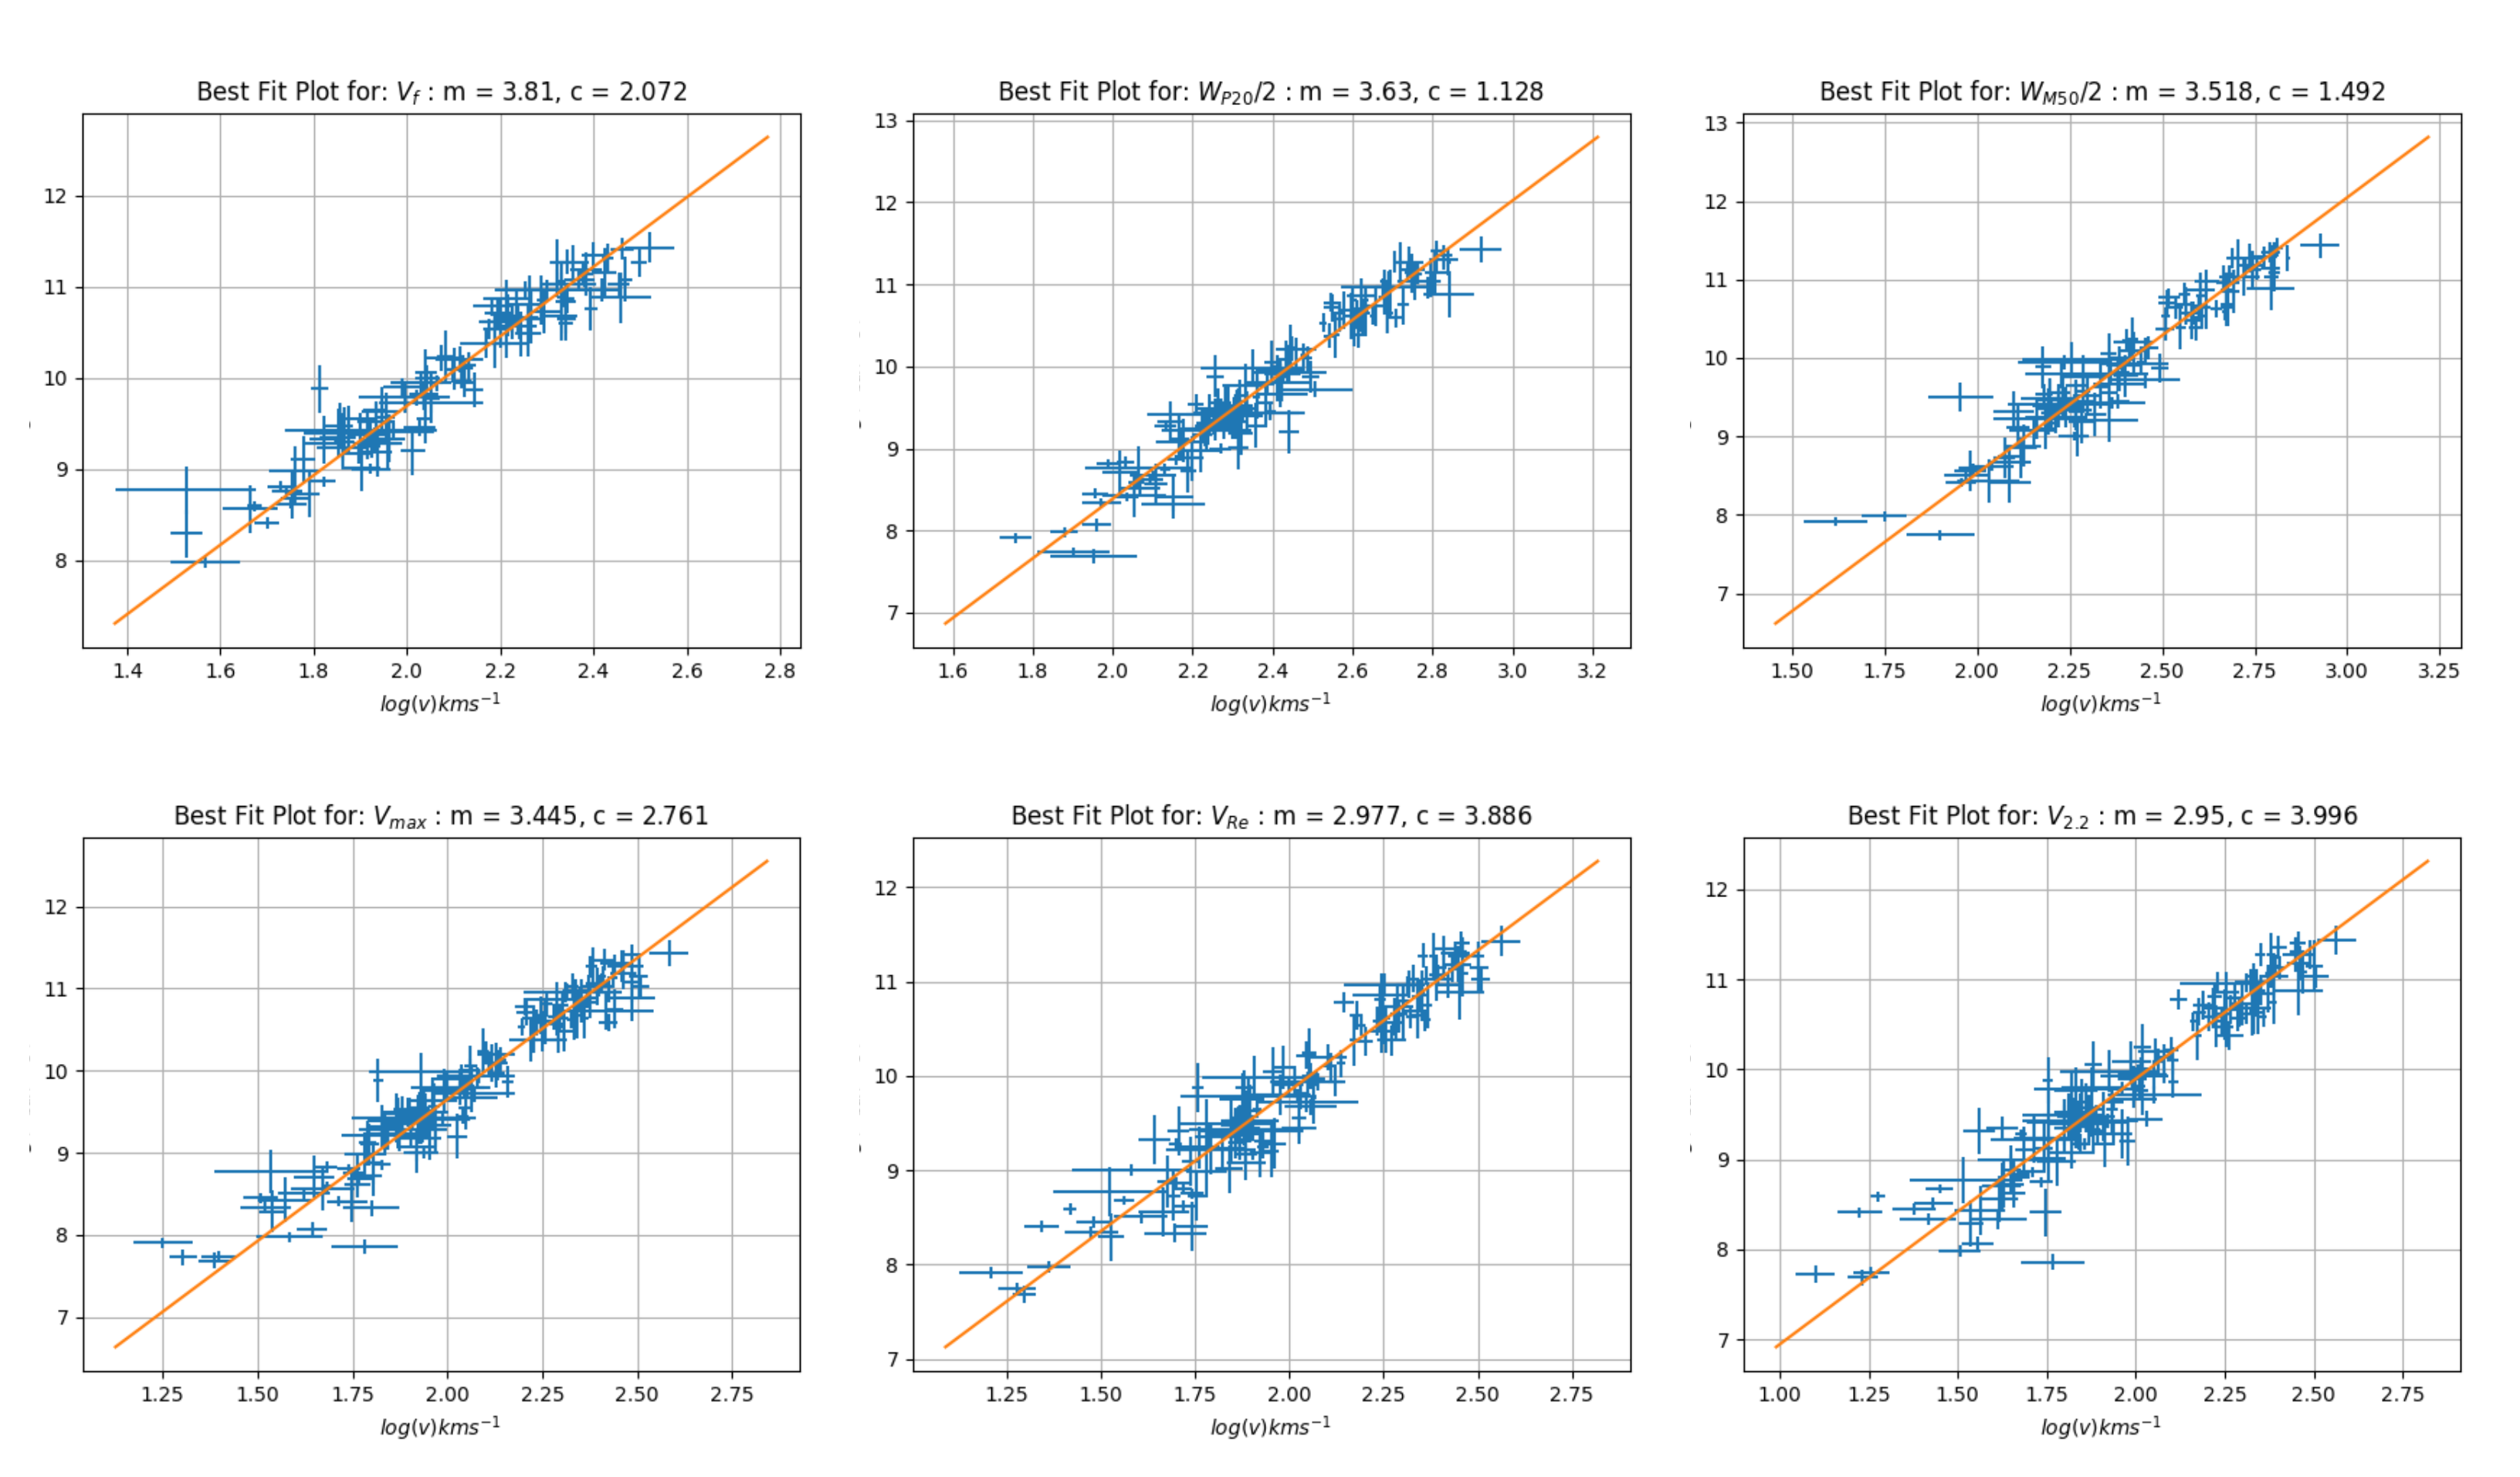 Best Fit Plot for: V_f : m = 3.81, c = 2.072
12
11
10
9
8
1.4 1.6 1.8 2.0 2.2 2.4 2.6 2.8
log(v)kms⁻¹
Best Fit Plot for: W_{P20}/2 : m = 3.63, c = 1.128
13
12
11
10
9
8
7
1.6 1.8 2.0 2.2 2.4 2.6 2.8 3.0 3.2
log(v)kms⁻¹
Best Fit Plot for: W_{M50}/2 : m = 3.518, c = 1.492
13
12
11
10
9
8
7
1.50 1.75 2.00 2.25 2.50 2.75 3.00 3.25
log(v)kms⁻¹
Best Fit Plot for: V_{max} : m = 3.445, c = 2.761
12
11
10
9
8
7
1.25 1.50 1.75 2.00 2.25 2.50 2.75
log(v)kms⁻¹
Best Fit Plot for: V_{Re} : m = 2.977, c = 3.886
12
11
10
9
8
7
1.25 1.50 1.75 2.00 2.25 2.50 2.75
log(v)kms⁻¹
Best Fit Plot for: V_{2.2} : m = 2.95, c = 3.996
12
11
10
9
8
7
1.00 1.25 1.50 1.75 2.00 2.25 2.50 2.75
log(v)kms⁻¹